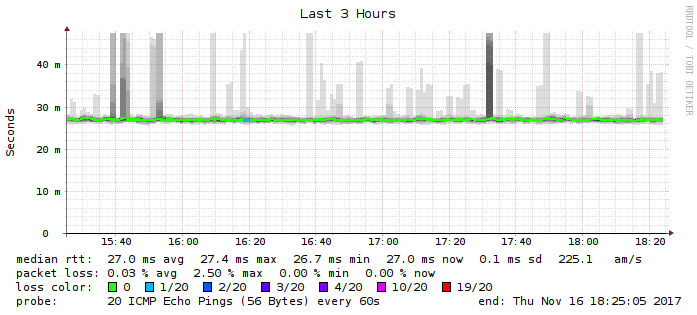 Last 3 Hours
RRDTOOL / TOBI OETIKER
Seconds
40 m
30 m
20 m
10 m
0
15:40 16:00 16:20 16:40 17:00 17:20 17:40 18:00 18:20
median rtt: 27.0 ms avg 27.4 ms max 26.7 ms min 27.0 ms now 0.1 ms sd 225.1 am/s
packet loss: 0.03 % avg 2.50 % max 0.00 % min 0.00 % now
loss color: 0 1/20 2/20 3/20 4/20 10/20 19/20
probe: 20 ICMP Echo Pings (56 Bytes) every 60s end: Thu Nov 16 18:25:05 2017